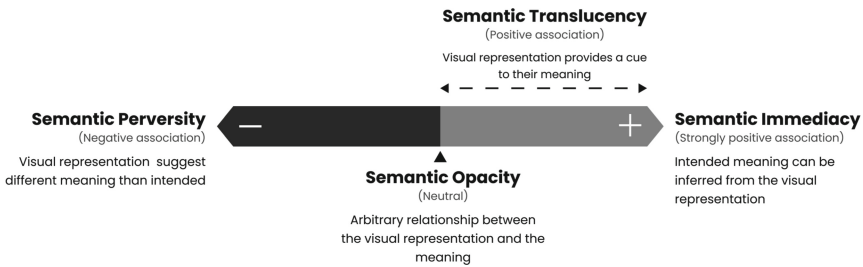 Semantic Translucency
(Positive association)
Visual representation provides a cue
to their meaning
Semantic Perversity
(Negative association)
Visual representation suggest
different meaning than intended
Semantic Immediacy
(Strongly positive association)
Intended meaning can be
inferred from the visual
representation
Semantic Opacity
(Neutral)
Arbitrary relationship between
the visual representation and the
meaning